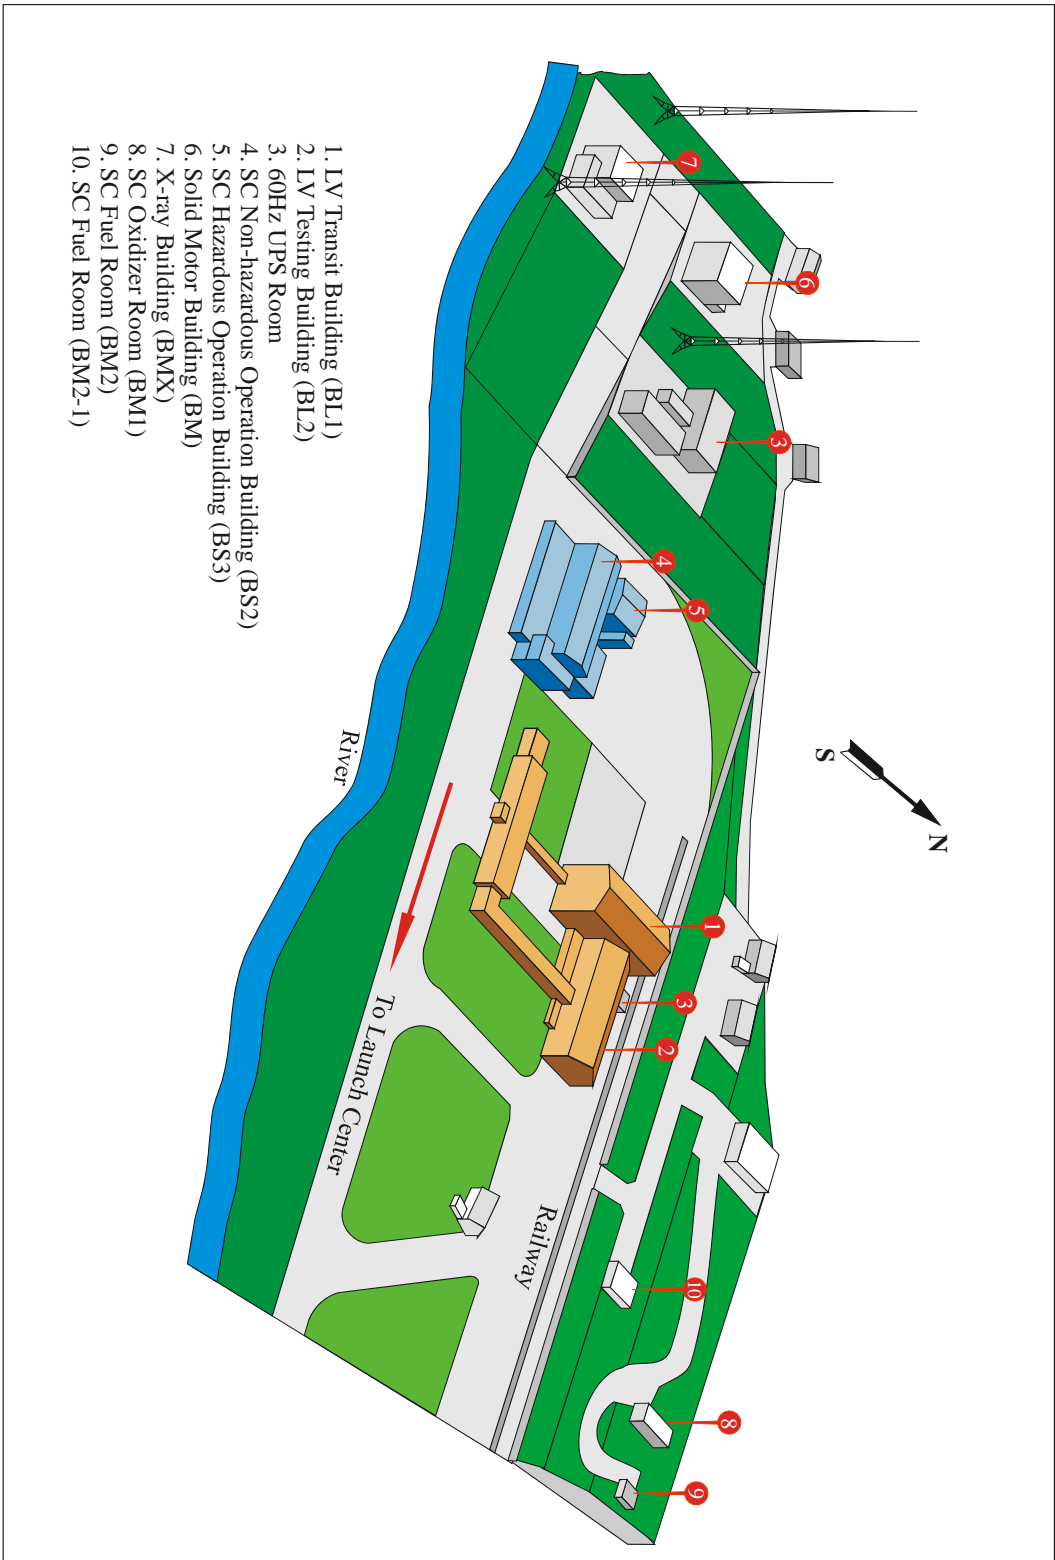 7
6
3
4
5
S
N
1
3
2
10
8
9
River
To Launch Center
Railway
1. LV Transit Building (BL1)
2. LV Testing Building (BL2)
3. 60Hz UPS Room
4. SC Non-hazardous Operation Building (BS2)
5. SC Hazardous Operation Building (BS3)
6. Solid Motor Building (BM)
7. X-ray Building (BMX)
8. SC Oxidizer Room (BM1)
9. SC Fuel Room (BM2)
10. SC Fuel Room (BM2-1)